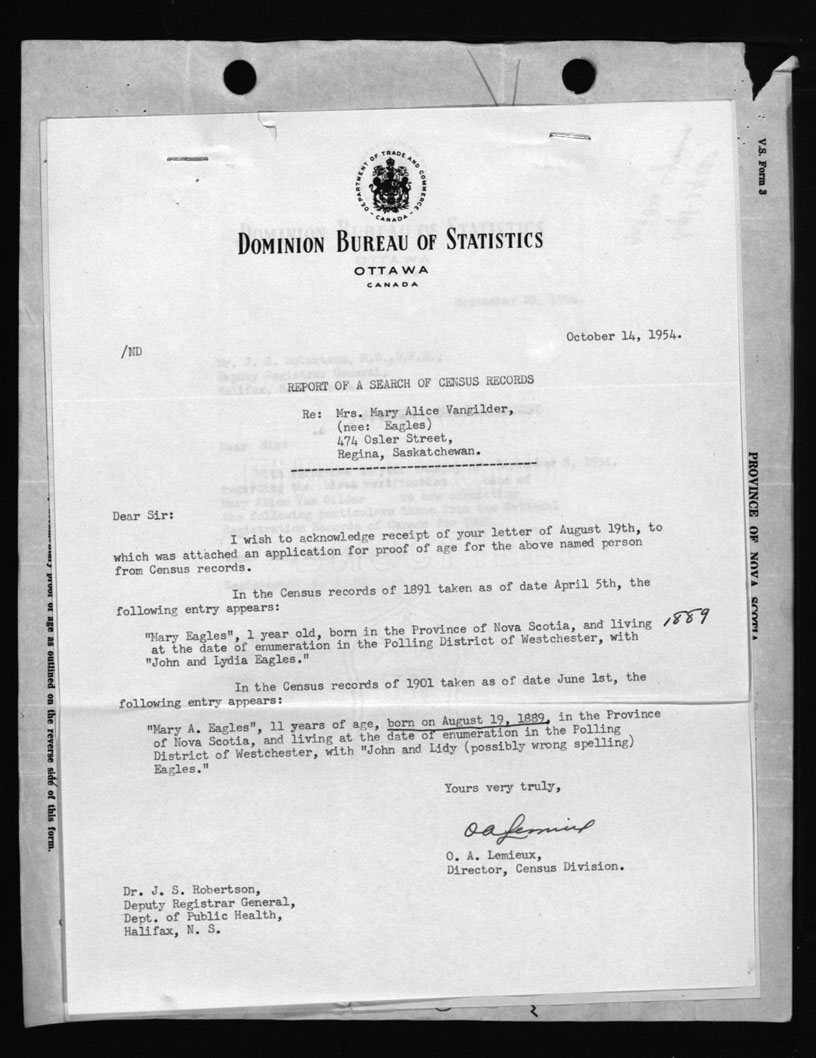 V.S. Form 3
DEPARTMENT OF TRADE AND COMMERCE
CANADA
DOMINION BUREAU OF STATISTICS
OTTAWA
CANADA
/ND
October 14, 1954.
REPORT OF A SEARCH OF CENSUS RECORDS
Re: Mrs. Mary Alice Vangilder,
(nee: Eagles)
474 Osler Street,
Regina, Saskatchewan.
Dear Sir:
I wish to acknowledge receipt of your letter of August 19th, to
which was attached an application for proof of age for the above named person
from Census records.
In the Census records of 1891 taken as of date April 5th, the
following entry appears:
"Mary Eagles", 1 year old, born in the Province of Nova Scotia, and living 1889
at the date of enumeration in the Polling District of Westchester, with
"John and Lydia Eagles."
In the Census records of 1901 taken as of date June 1st, the
following entry appears:
"Mary A. Eagles", 11 years of age, born on August 19, 1889, in the Province
of Nova Scotia, and living at the date of enumeration in the Polling
District of Westchester, with "John and Lidy (possibly wrong spelling)
Eagles."
Yours very truly,
O A Lemieux
O. A. Lemieux,
Director, Census Division.
Dr. J. S. Robertson,
Deputy Registrar General,
Dept. of Public Health,
Halifax, N. S.
PROVINCE OF NOVA SCOTIA
proof of age as outlined on the reverse side of this form.